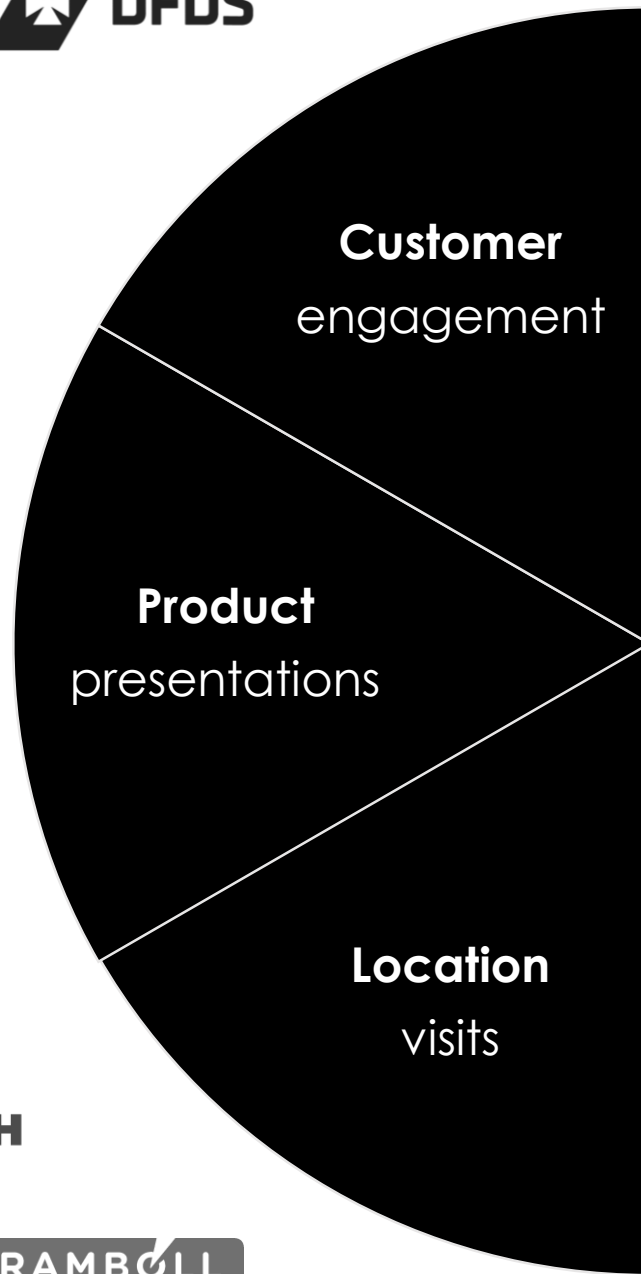 DFDS
Customer
engagement
Product
presentations
Location
visits
H
RAMBOLL